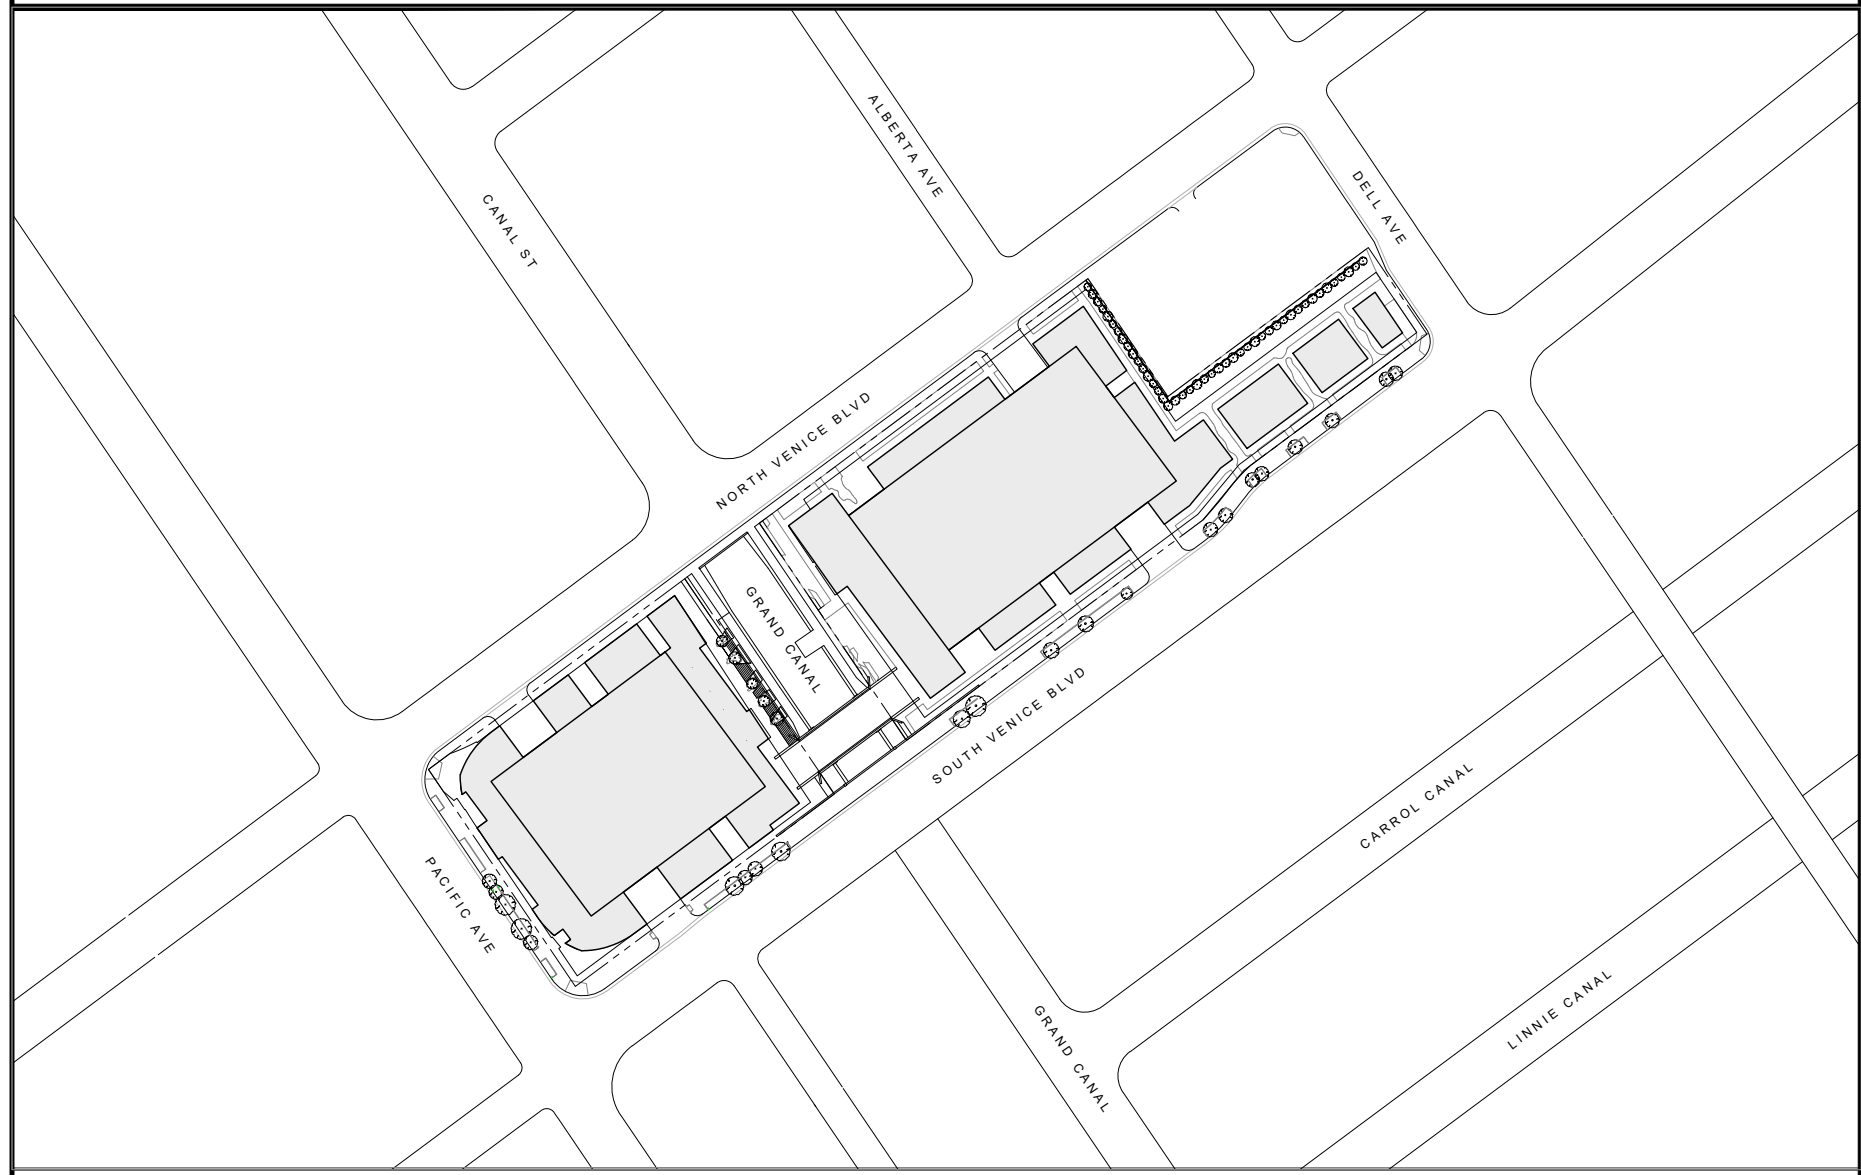 ALBERTA AVE
CANAL ST
DELL AVE
NORTH VENICE BLVD
GRAND CANAL
SOUTH VENICE BLVD
CARROL CANAL
PACIFIC AVE
LINNIE CANAL
GRAND CANAL